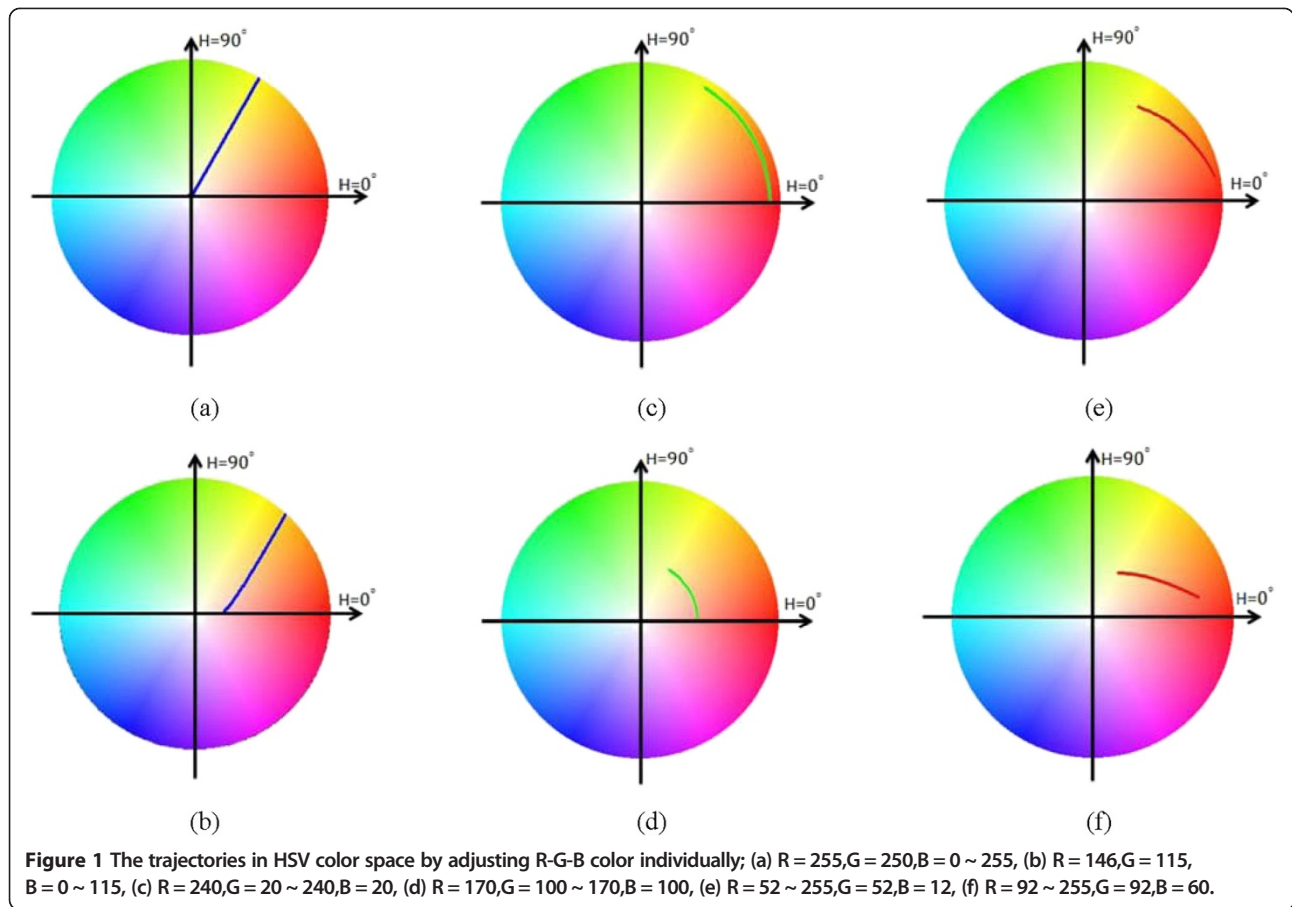 H=90°
H=0°
(a)
H=90°
H=0°
(c)
H=90°
H=0°
(e)
H=90°
H=0°
(b)
H=90°
H=0°
(d)
H=90°
H=0°
(f)
Figure 1 The trajectories in HSV color space by adjusting R-G-B color individually; (a) R = 255,G = 250,B = 0 ~ 255, (b) R = 146,G = 115,
B = 0 ~ 115, (c) R = 240,G = 20 ~ 240,B = 20, (d) R = 170,G = 100 ~ 170,B = 100, (e) R = 52 ~ 255,G = 52,B = 12, (f) R = 92 ~ 255,G = 92,B = 60.